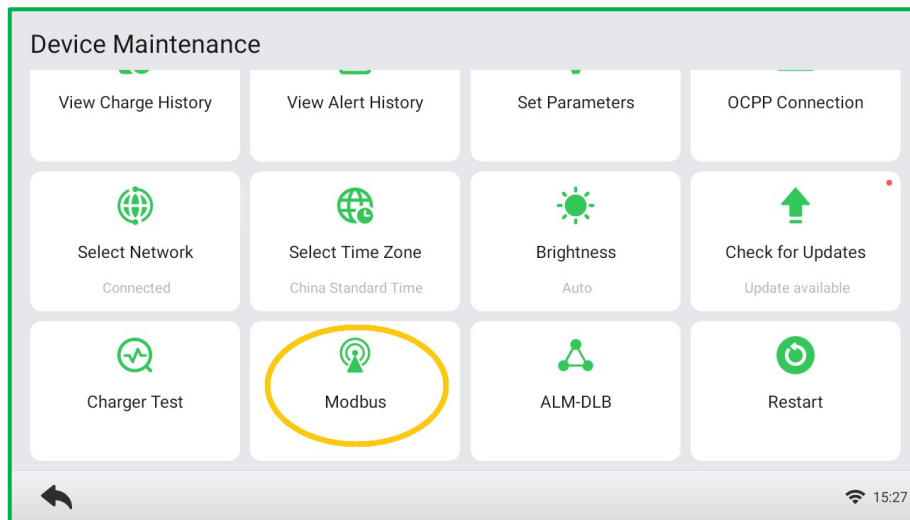 Device Maintenance
View Charge History
View Alert History
Set Parameters
OCPP Connection
Select Network
Connected
Select Time Zone
China Standard Time
Brightness
Auto
Check for Updates
Update available
Charger Test
Modbus
ALM-DLB
Restart
15:27